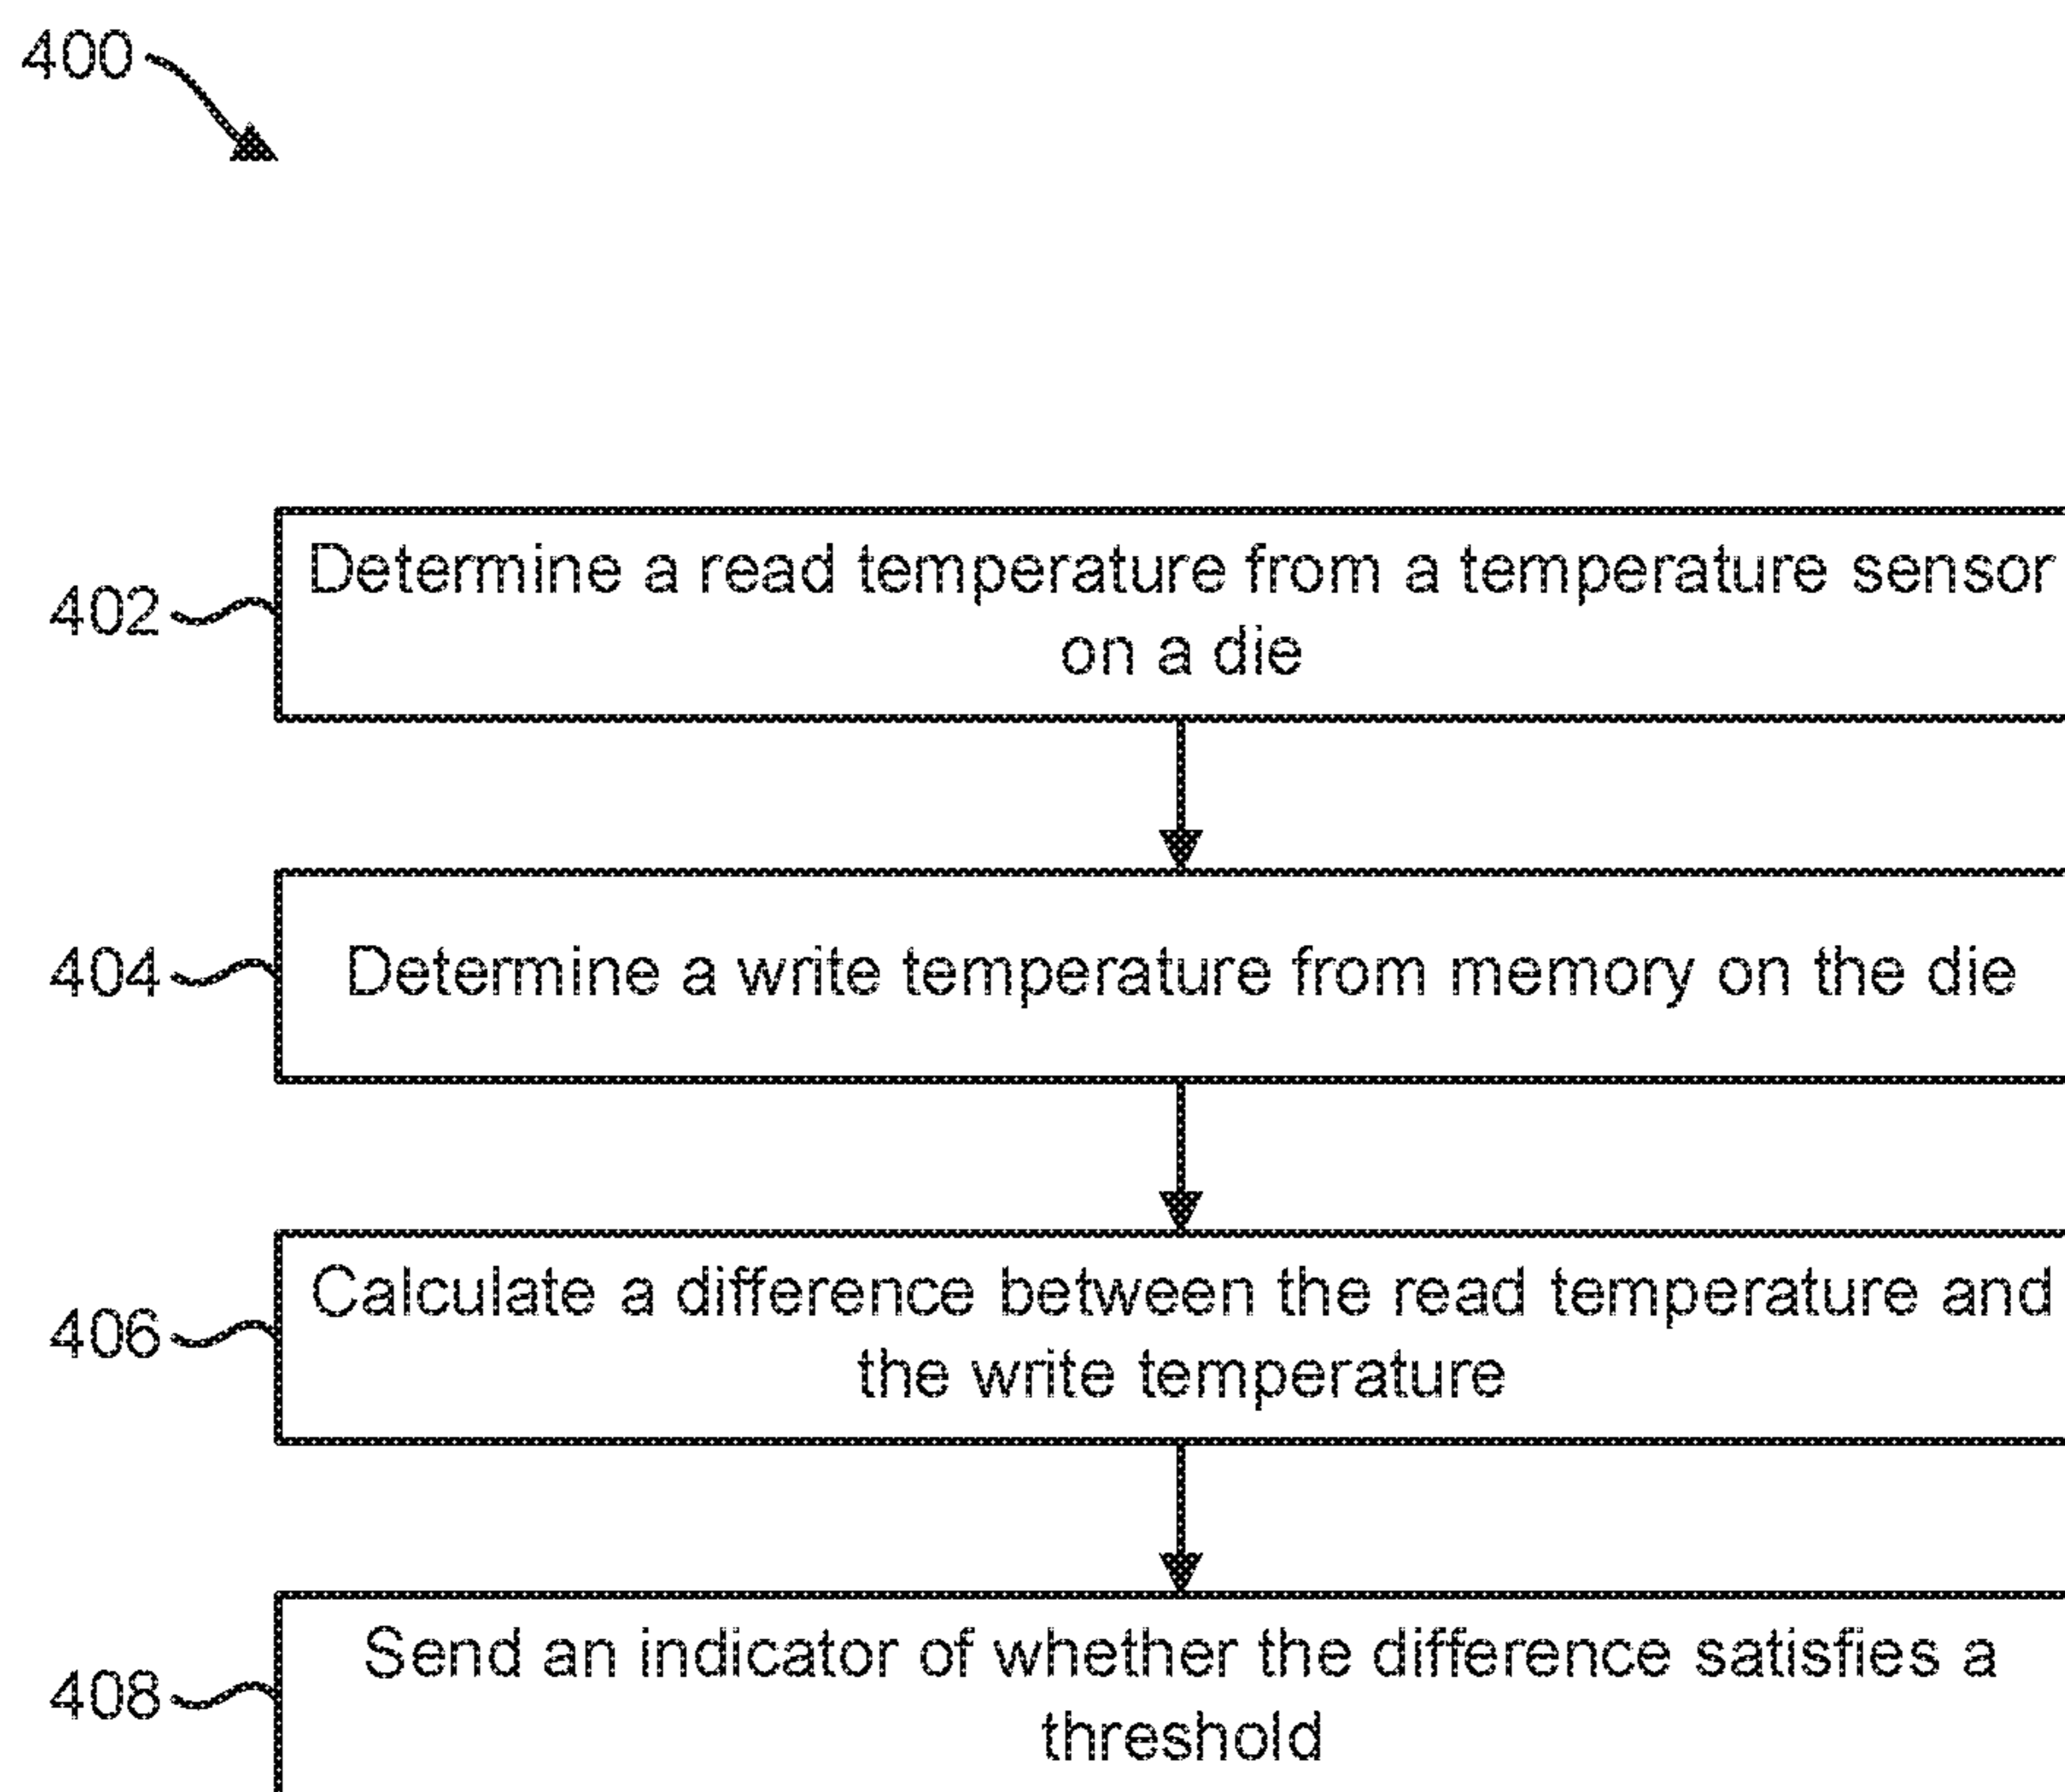 400
402
Determine a read temperature from a temperature sensor
on a die
404
Determine a write temperature from memory on the die
406
Calculate a difference between the read temperature and
the write temperature
408
Send an indicator of whether the difference satisfies a
threshold